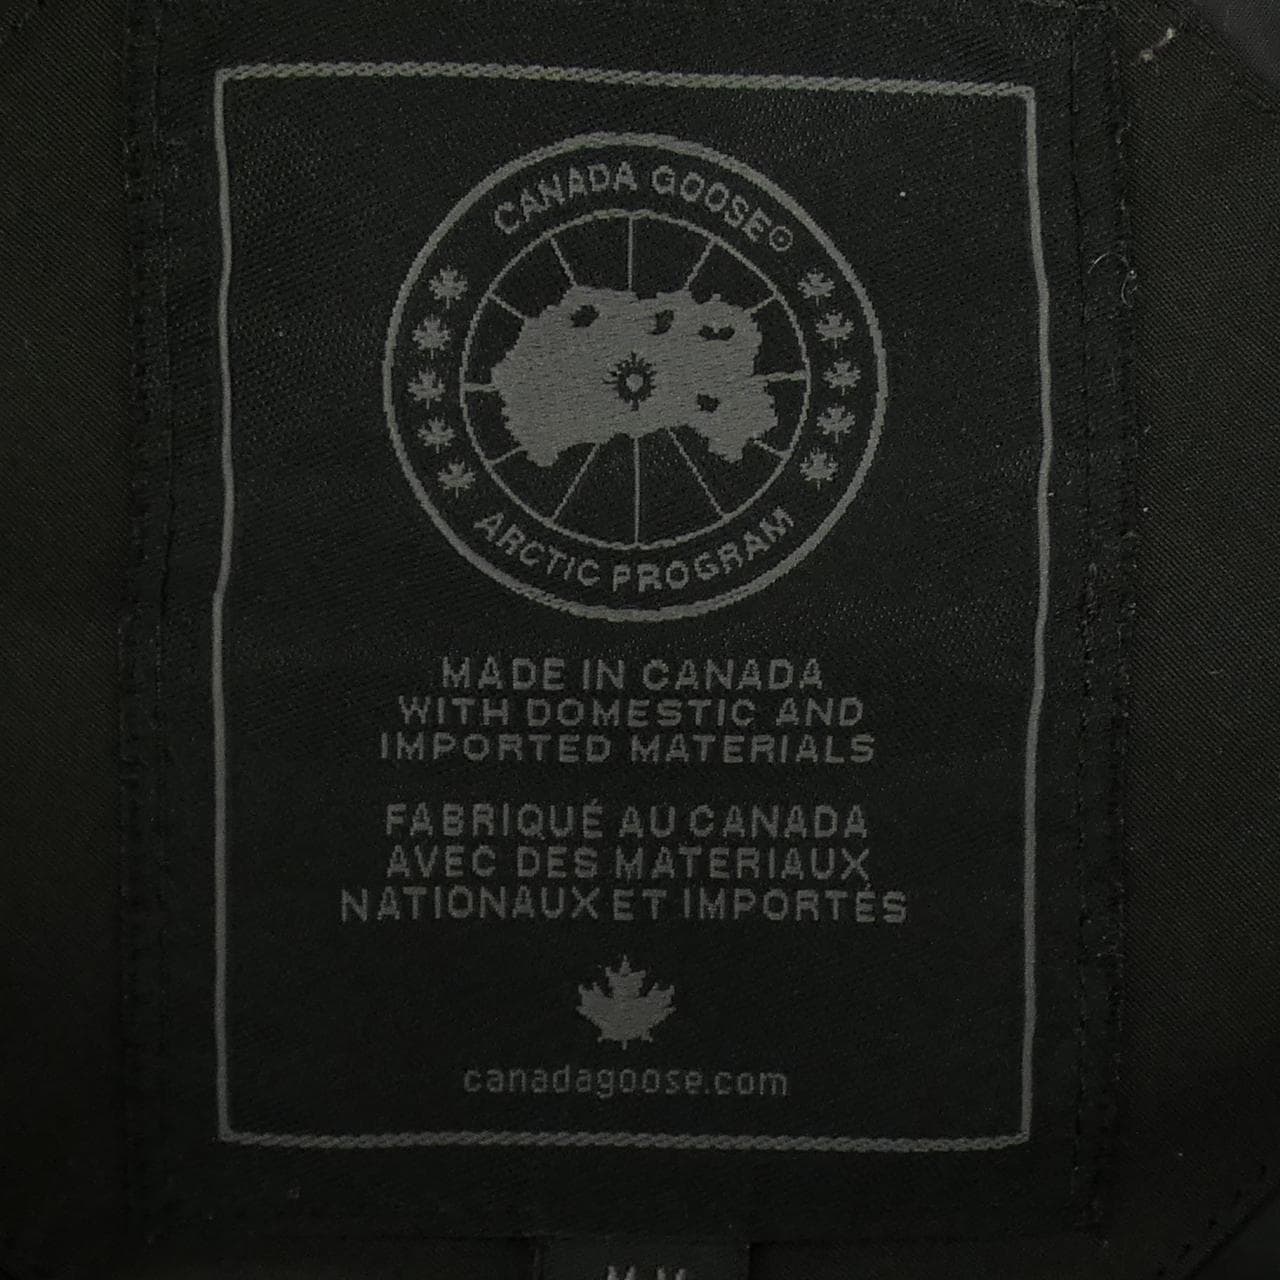 CANADA GOOSE®
ARCTIC PROGRAM
MADE IN CANADA
WITH DOMESTIC AND
IMPORTED MATERIALS
FABRIQUÉ AU CANADA
AVEC DES MATERIAUX
NATIONAUX ET IMPORTÉS
canadagoose.com